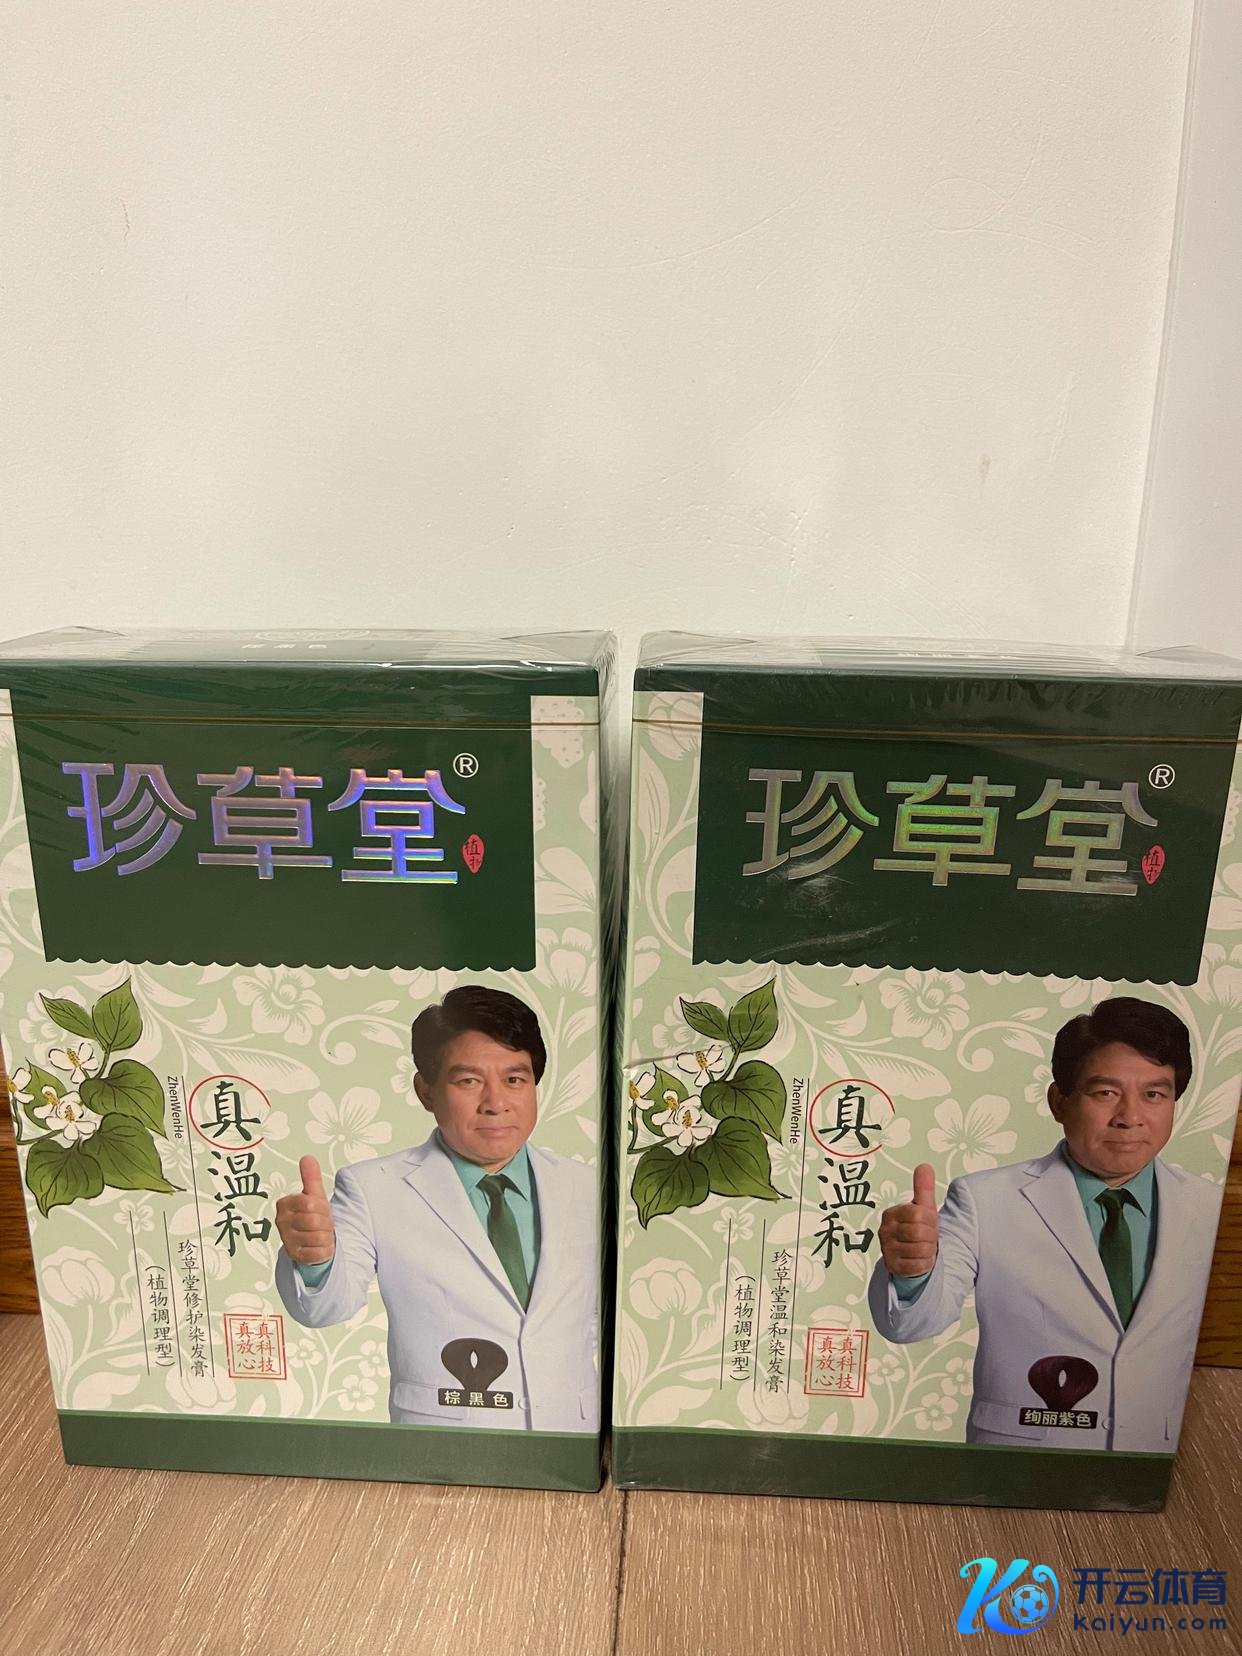 珍草堂®
植
ZhenWenHe
真温和
珍草堂修护染发膏
（植物调理型）
真科技
真放心
棕黑色
珍草堂®
植
ZhenWenHe
真温和
珍草堂温和染发膏
（植物调理型）
真科技
真放心
绚丽紫色
开云体育
Kaiyun.com